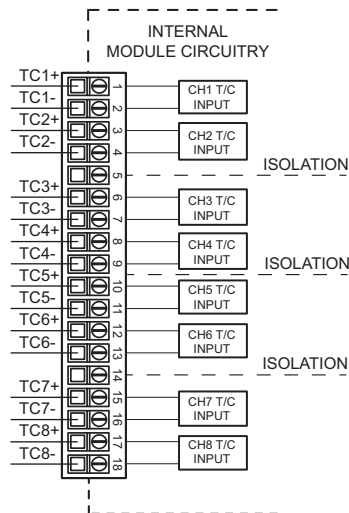 INTERNAL
MODULE CIRCUITRY
TC1+
1
CH1 T/C
INPUT
TC1-
2
TC2+
3
CH2 T/C
INPUT
TC2-
4
5
ISOLATION
TC3+
6
CH3 T/C
INPUT
TC3-
7
TC4+
8
CH4 T/C
INPUT
TC4-
9
ISOLATION
TC5+
10
CH5 T/C
INPUT
TC5-
11
TC6+
12
CH6 T/C
INPUT
TC6-
13
14
ISOLATION
TC7+
15
CH7 T/C
INPUT
TC7-
16
TC8+
17
CH8 T/C
INPUT
TC8-
18